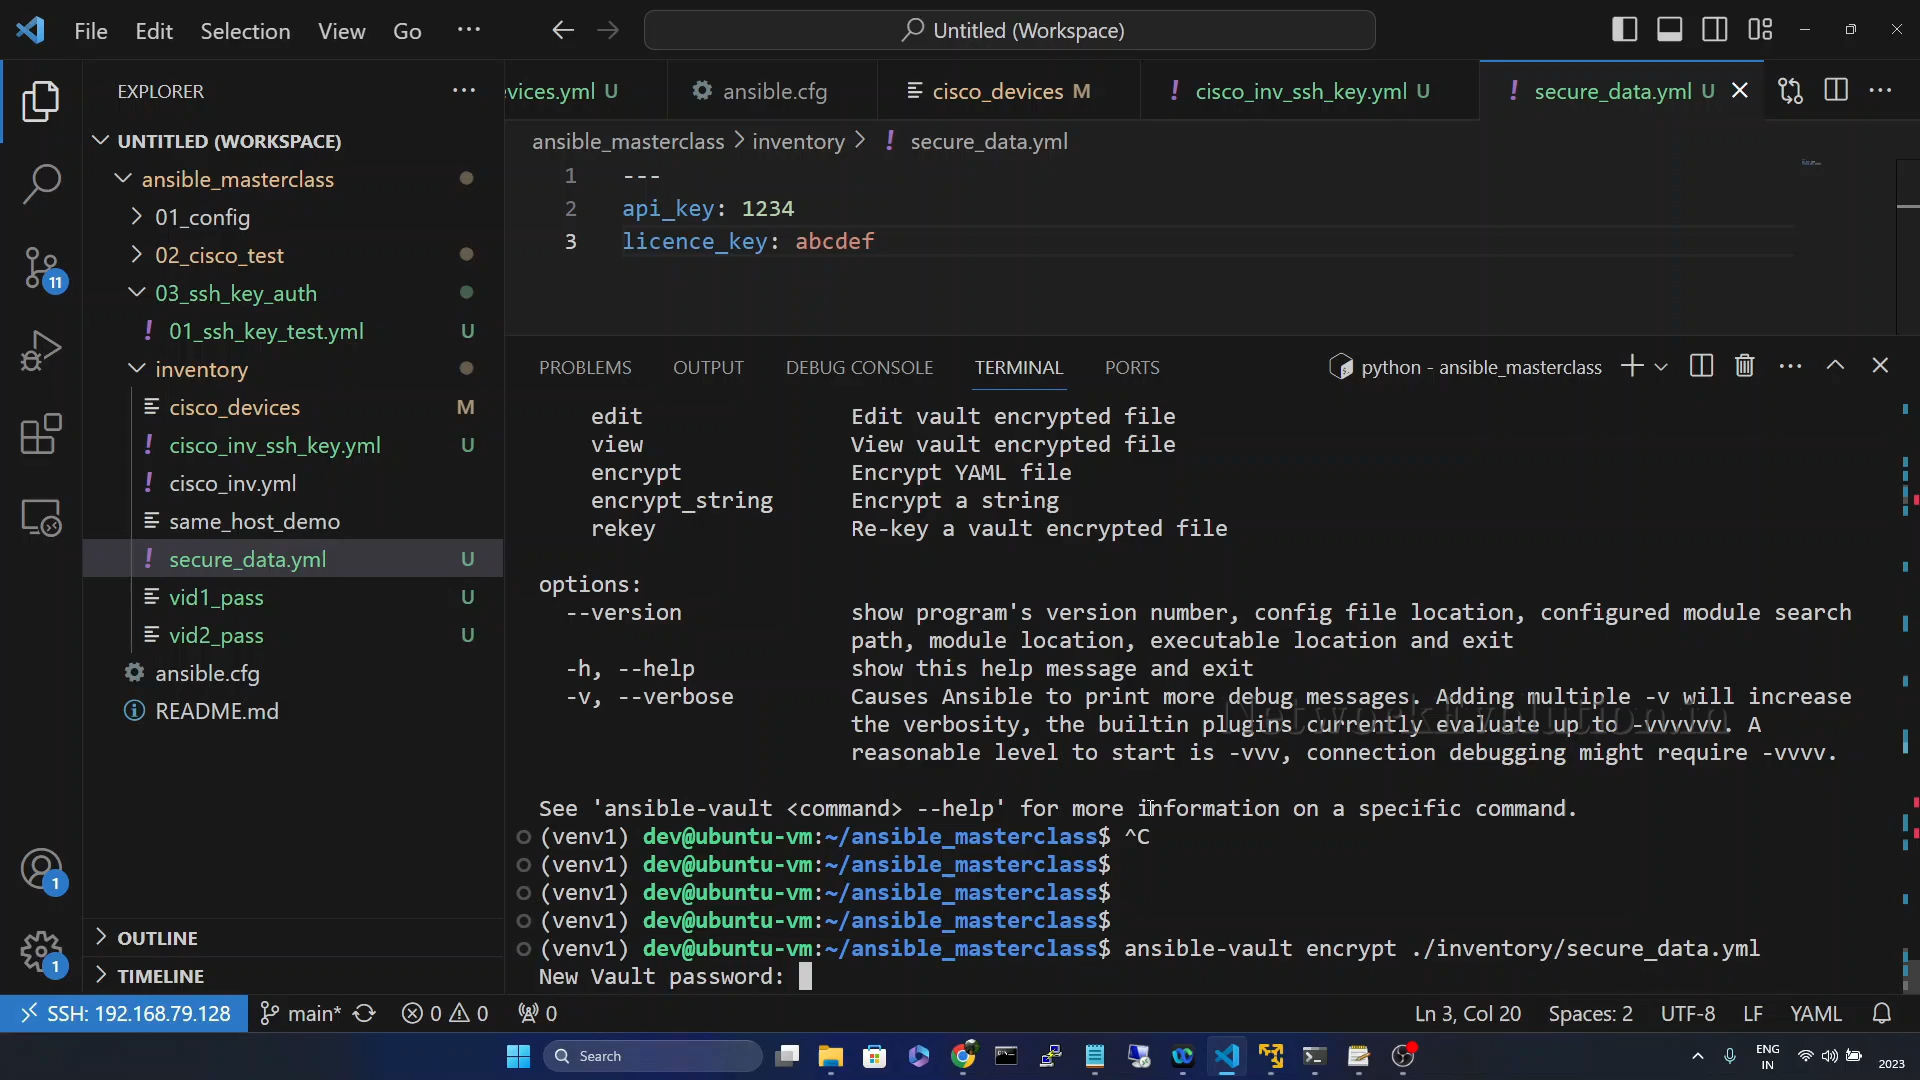 File Edit Selection View Go ···
Untitled (Workspace)
EXPLORER
UNTITLED (WORKSPACE)
ansible_masterclass
01_config
02_cisco_test
03_ssh_key_auth
! 01_ssh_key_test.yml U
inventory
cisco_devices M
! cisco_inv_ssh_key.yml U
! cisco_inv.yml
same_host_demo
! secure_data.yml U
vid1_pass U
vid2_pass U
ansible.cfg
README.md
OUTLINE
TIMELINE
11
1
1
vices.yml U
ansible.cfg
cisco_devices M
! cisco_inv_ssh_key.yml U
! secure_data.yml U
ansible_masterclass > inventory > ! secure_data.yml
1 ---
2 api_key: 1234
3 licence_key: abcdef
PROBLEMS OUTPUT DEBUG CONSOLE TERMINAL PORTS
python - ansible_masterclass
edit Edit vault encrypted file
view View vault encrypted file
encrypt Encrypt YAML file
encrypt_string Encrypt a string
rekey Re-key a vault encrypted file
options:
--version show program's version number, config file location, configured module search
path, module location, executable location and exit
-h, --help show this help message and exit
-v, --verbose Causes Ansible to print more debug messages. Adding multiple -v will increase
the verbosity, the builtin plugins currently evaluate up to -vvvvvv. A
reasonable level to start is -vvv, connection debugging might require -vvvv.
NetworkEvolution.in
See 'ansible-vault <command> --help' for more information on a specific command.
(venv1) dev@ubuntu-vm:~/ansible_masterclass$ ^C
(venv1) dev@ubuntu-vm:~/ansible_masterclass$
(venv1) dev@ubuntu-vm:~/ansible_masterclass$
(venv1) dev@ubuntu-vm:~/ansible_masterclass$
(venv1) dev@ubuntu-vm:~/ansible_masterclass$ ansible-vault encrypt ./inventory/secure_data.yml
New Vault password:
SSH: 192.168.79.128 main* 0 0 0 Ln 3, Col 20 Spaces: 2 UTF-8 LF YAML
Search
ENG
IN
2023